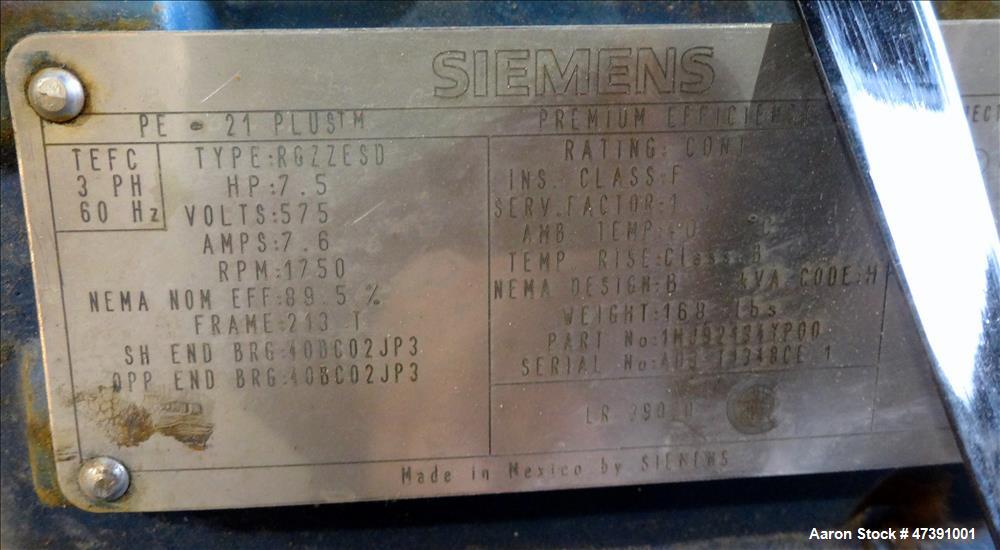 SIEMENS
PE • 21 PLUS™ PREMIUM
TEFC
3 PH
60 Hz
TYPE:RGZZESD
HP:7.5
VOLTS:575
AMPS:7.6
RPM:1750
NEMA NOM EFF:89.5 %
FRAME:213 T
SH END BRG:40BC02JP3
OPP END BRG:40BC02JP3
RATING: CONT
INS. CLASS:F
SERV.FACTOR:1
AMB TEMP:
TEMP RISE:Class B
NEMA DESIGN:B KVA CODE:H
WEIGHT:168 lbs
PART No:
SERIAL No:
LR
Made in Mexico by SIEMENS
Aaron Stock # 47391001